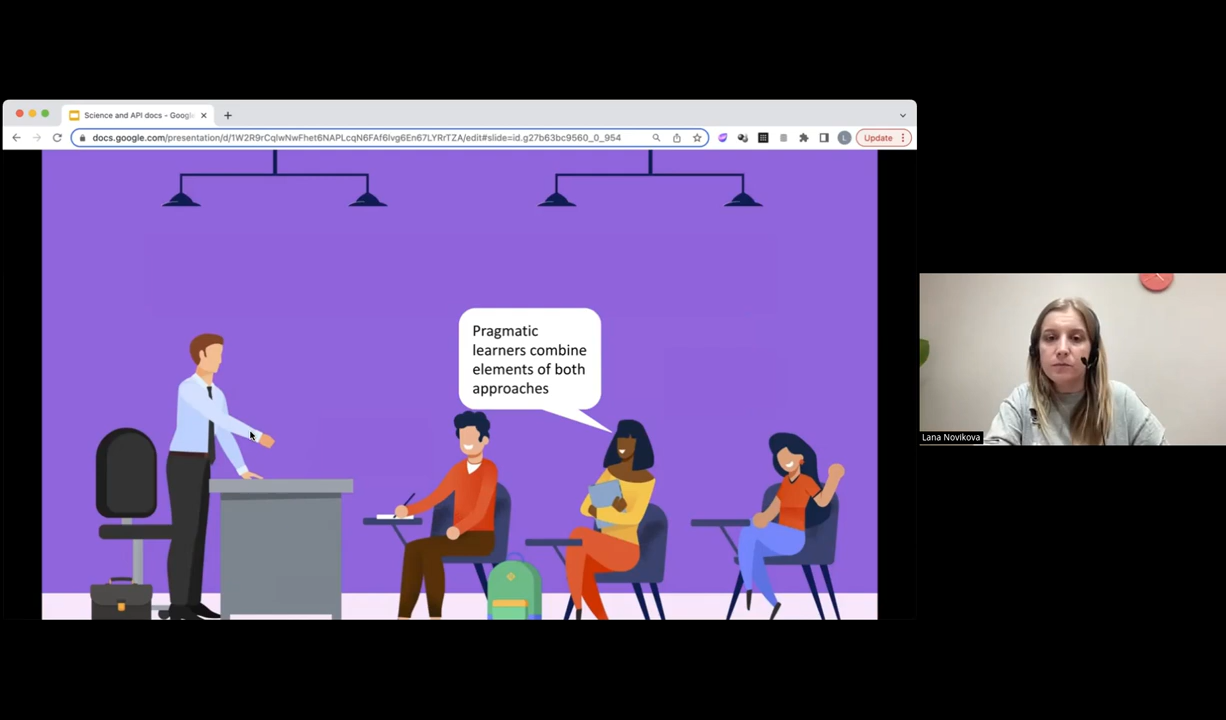 Science and API docs - Googl
Update
docs.google.com/presentation/d/1W2R9rCqlwNwFhet6NAPLcqN6FAf6lvg6En67LYRrTZA/edit#slide=id.g27b63bc9560_0_954
L
Pragmatic
learners combine
elements of both
approaches
Lana Novikova